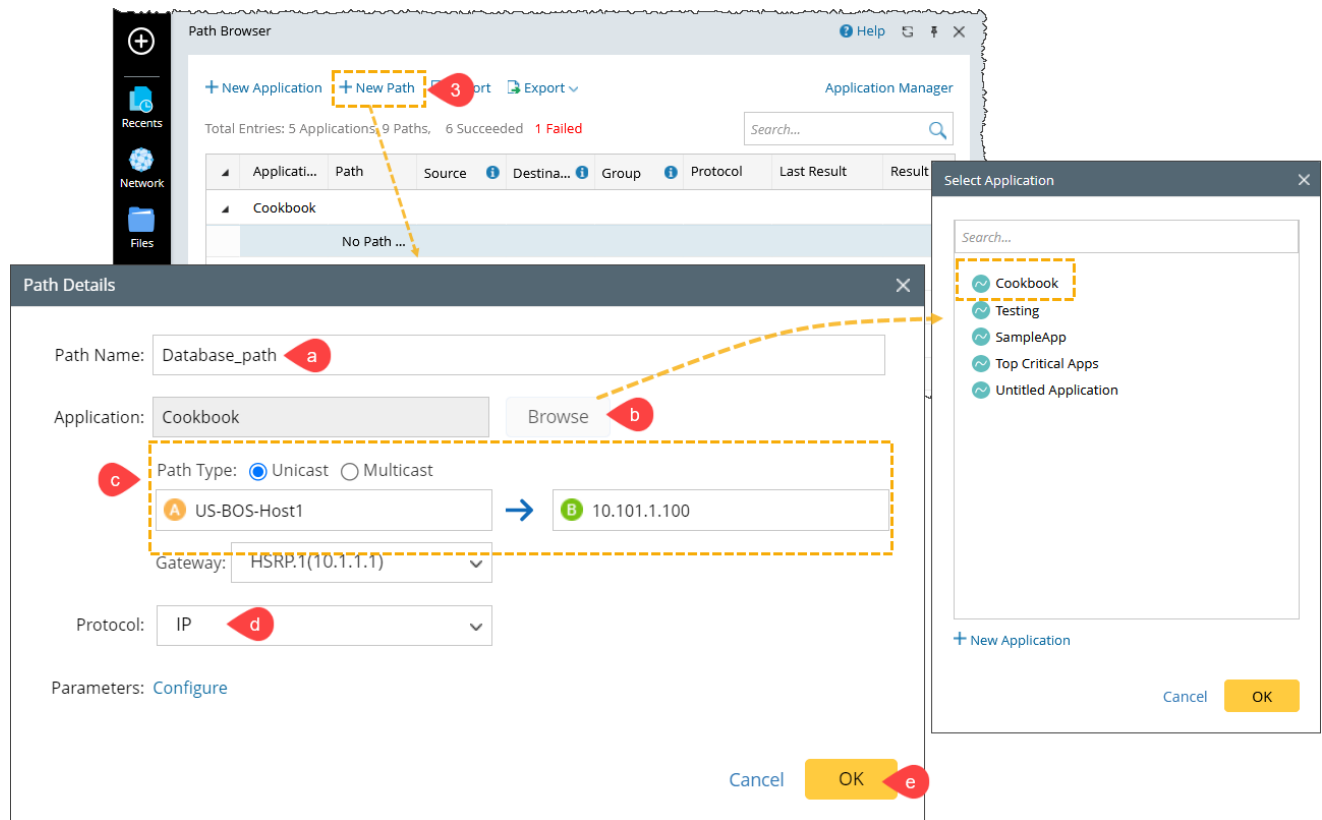 Path Browser
Help
New Application
New Path
3
ort
Export
Application Manager
Recents
Total Entries: 5 Applications, 9 Paths, 6 Succeeded 1 Failed
Search...
Applicati... Path Source Destina... Group Protocol Last Result Result
Network
Cookbook
Files
No Path ...
Select Application
Search...
Cookbook
Testing
SampleApp
Top Critical Apps
Untitled Application
New Application
Cancel
OK
Path Details
Path Name: Database_path
a
Application: Cookbook
Browse
b
c
Path Type: Unicast Multicast
A US-BOS-Host1
B 10.101.1.100
Gateway: HSRP.1(10.1.1.1)
Protocol: IP
d
Parameters: Configure
Cancel
OK
e